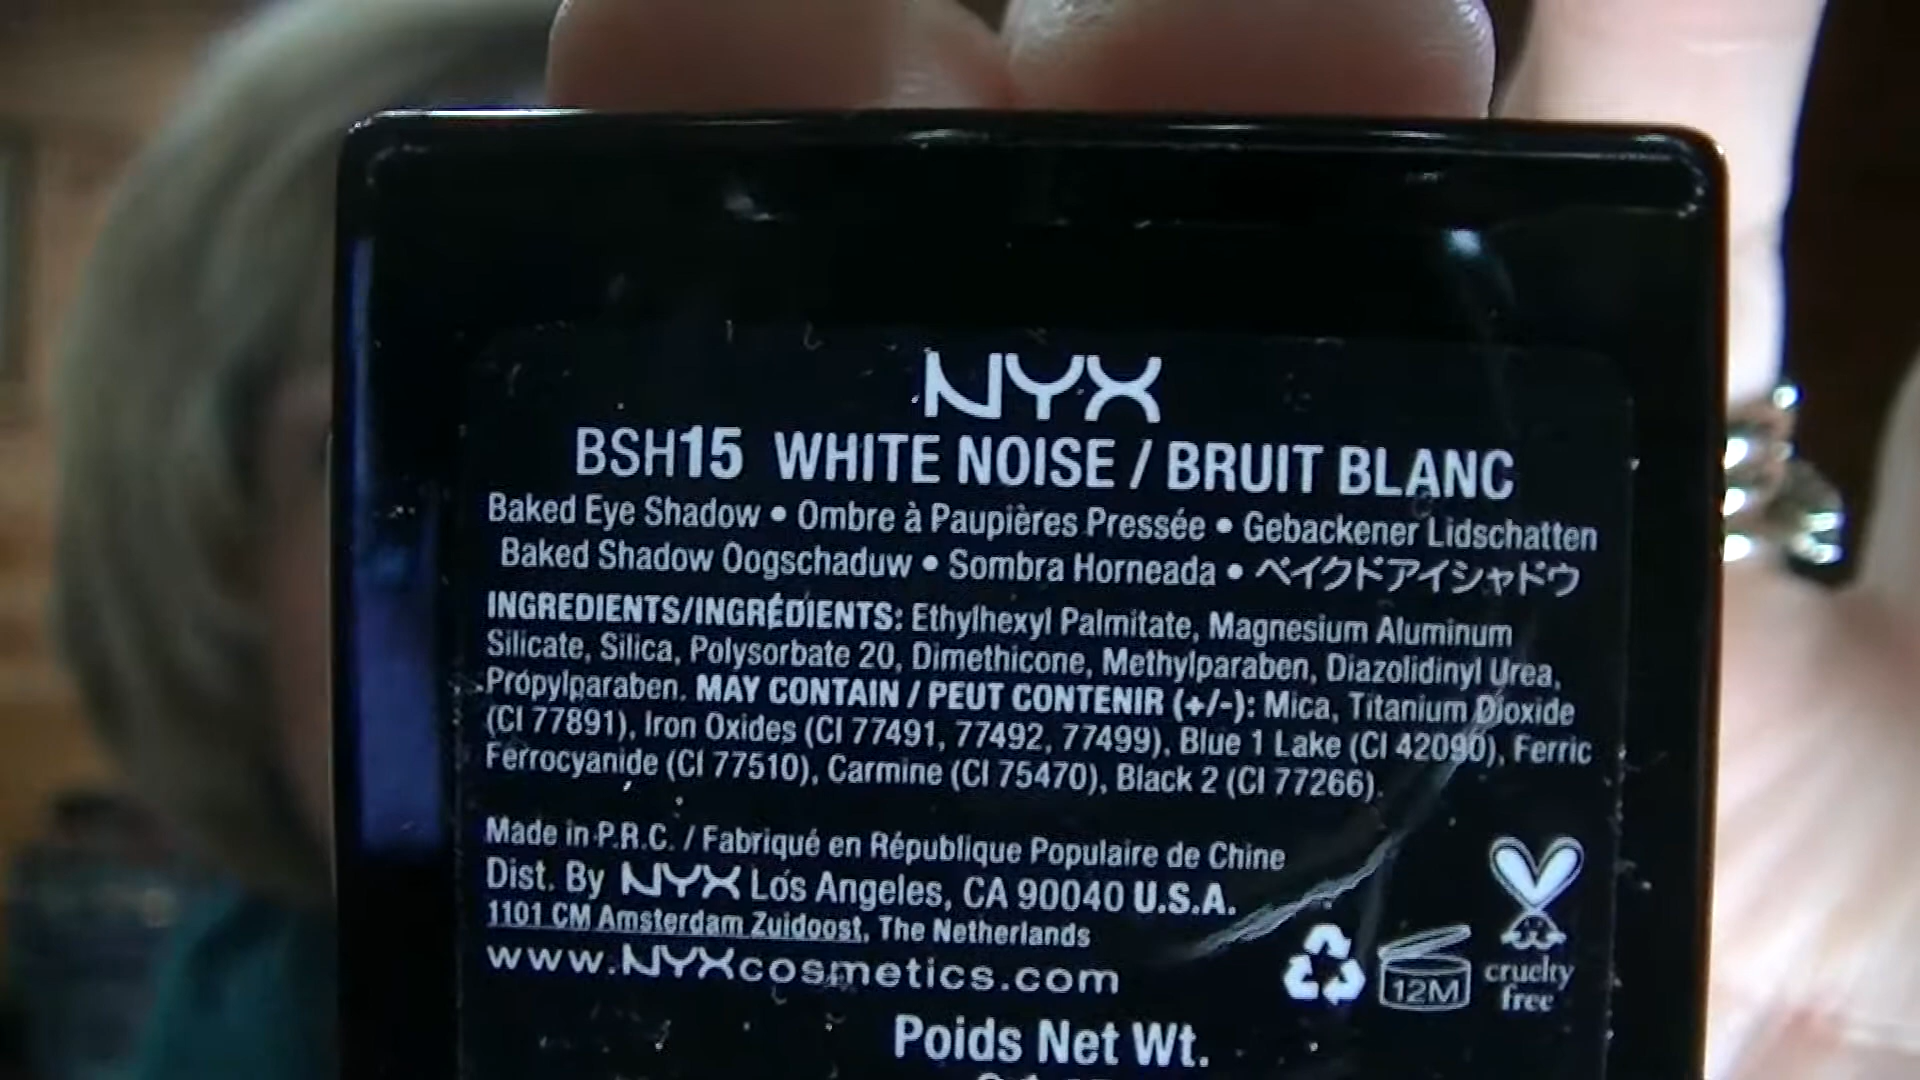 NYX
BSH15 WHITE NOISE / BRUIT BLANC
Baked Eye Shadow • Ombre à Paupières Pressée • Gebackener Lidschatten
Baked Shadow Oogschaduw • Sombra Horneada • ベイクドアイシャドウ
INGREDIENTS/INGRÉDIENTS: Ethylhexyl Palmitate, Magnesium Aluminum
Silicate, Silica, Polysorbate 20, Dimethicone, Methylparaben, Diazolidinyl Urea,
Propylparaben. MAY CONTAIN / PEUT CONTENIR (+/-): Mica, Titanium Dioxide
(CI 77891), Iron Oxides (CI 77491, 77492, 77499), Blue 1 Lake (CI 42090), Ferric
Ferrocyanide (CI 77510), Carmine (CI 75470), Black 2 (CI 77266).
Made in P.R.C. / Fabriqué en République Populaire de Chine
Dist. By NYX Los Angeles, CA 90040 U.S.A.
1101 CM Amsterdam Zuidoost, The Netherlands
www.NYXcosmetics.com
12M
cruelty
free
Poids Net Wt.